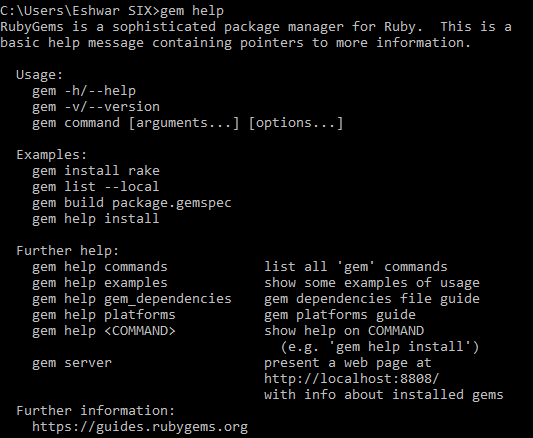 C:\Users\Eshwar SIX>gem help
RubyGems is a sophisticated package manager for Ruby.  This is a
basic help message containing pointers to more information.

  Usage:
    gem -h/--help
    gem -v/--version
    gem command [arguments...] [options...]

  Examples:
    gem install rake
    gem list --local
    gem build package.gemspec
    gem help install

  Further help:
    gem help commands            list all 'gem' commands
    gem help examples            show some examples of usage
    gem help gem_dependencies    gem dependencies file guide
    gem help platforms           gem platforms guide
    gem help <COMMAND>           show help on COMMAND
                                   (e.g. 'gem help install')
    gem server                   present a web page at
                                 http://localhost:8808/
                                 with info about installed gems
  Further information:
    https://guides.rubygems.org